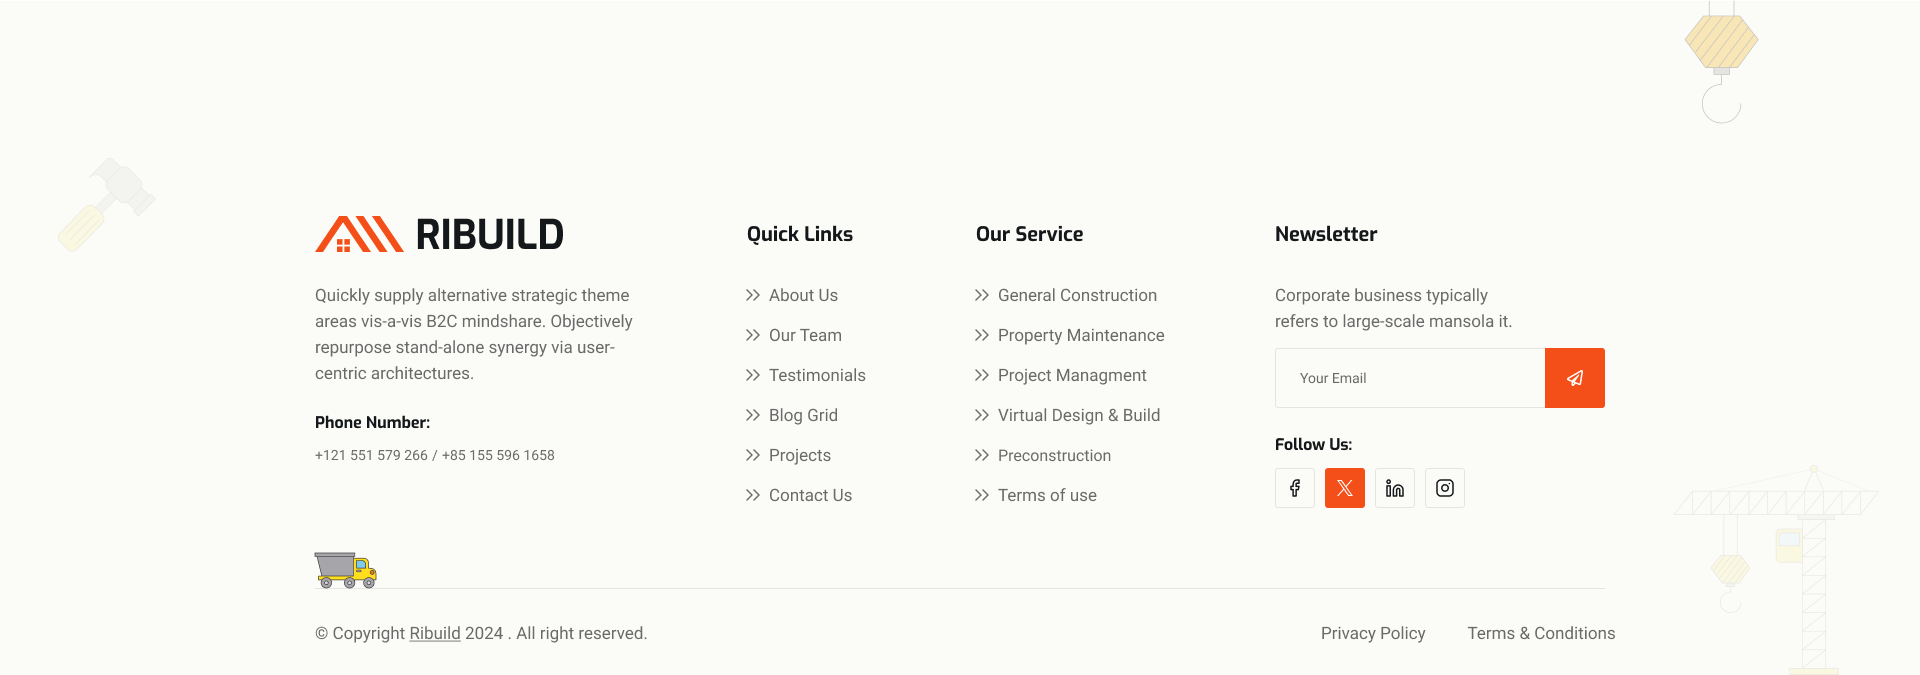 RIBUILD
Quickly supply alternative strategic theme
areas vis-a-vis B2C mindshare. Objectively
repurpose stand-alone synergy via user-
centric architectures.
Phone Number:
+121 551 579 266 / +85 155 596 1658
Quick Links
About Us
Our Team
Testimonials
Blog Grid
Projects
Contact Us
Our Service
General Construction
Property Maintenance
Project Managment
Virtual Design & Build
Preconstruction
Terms of use
Newsletter
Corporate business typically
refers to large-scale mansola it.
Your Email
Follow Us:
© Copyright Ribuild 2024 . All right reserved.
Privacy Policy
Terms & Conditions